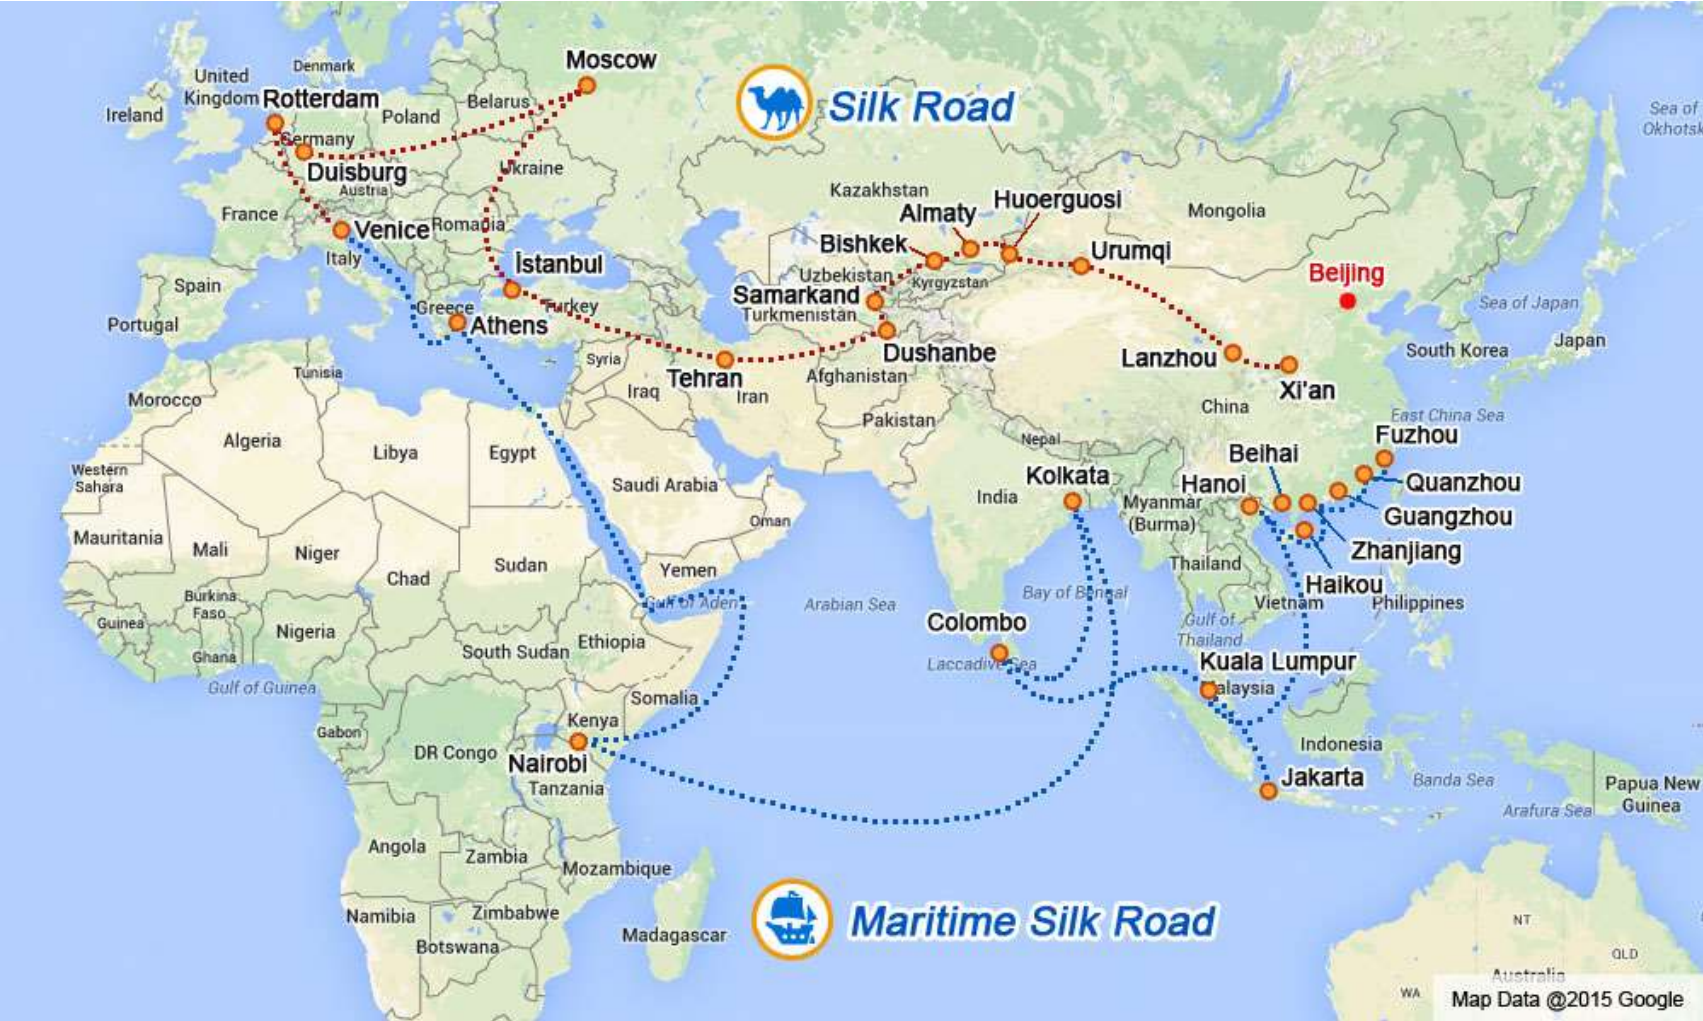 Moscow
Denmark
United
Kingdom
Rotterdam
Ireland
Belarus
Poland
Germany
Silk Road
Sea of
Okhotsk
Duisburg
Ukraine
Austria
France
Venice
Romania
Italy
Kazakhstan
Almaty
Huoerguosi
Mongolia
Bishkek
Urumqi
İstanbul
Uzbekistan
Kyrgyzstan
Beijing
Spain
Samarkand
Turkmenistan
Portugal
Greece
Turkey
Athens
Sea of Japan
Japan
South Korea
Dushanbe
Lanzhou
Xi'an
Syria
Tunisia
Tehran
Afghanistan
Iraq
Iran
Morocco
China
East China Sea
Pakistan
Fuzhou
Algeria
Libya
Egypt
Nepal
Beihai
Kolkata
Hanoi
Quanzhou
Western
Sahara
Saudi Arabia
India
Myanmar
(Burma)
Guangzhou
Oman
Mauritania
Mali
Niger
Zhanjiang
Chad
Sudan
Yemen
Thailand
Haikou
Burkina
Faso
Gulf of Aden
Arabian Sea
Bay of Bengal
Vietnam
Philippines
Guinea
Nigeria
Colombo
Gulf of
Thailand
Ghana
South Sudan
Ethiopia
Laccadive Sea
Kuala Lumpur
Malaysia
Gulf of Guinea
Somalia
Kenya
Gabon
DR Congo
Nairobi
Indonesia
Tanzania
Jakarta
Banda Sea
Papua New
Guinea
Arafura Sea
Angola
Zambia
Mozambique
Namibia
Zimbabwe
Botswana
Madagascar
Maritime Silk Road
NT
QLD
Australia
WA
Map Data @2015 Google